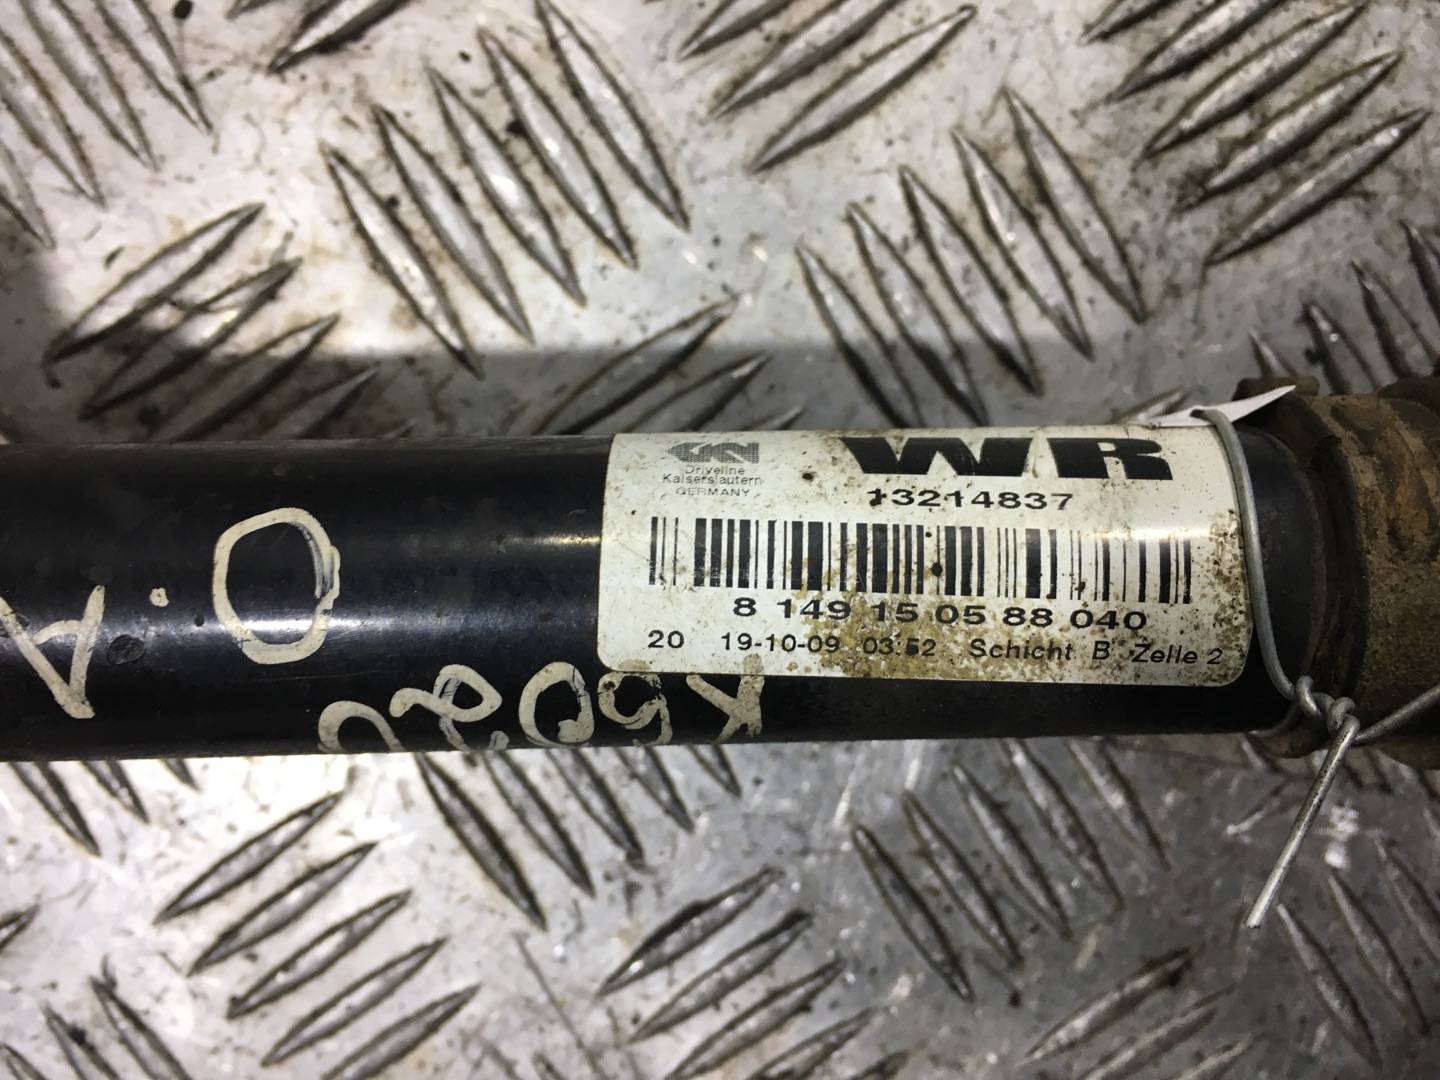 GKN
Driveline
Kaiserslautern
GERMANY
WR
13214837
8 149 15 05 88 040
20 19-10-09 03:52 Schicht B Zelle 2
A.O